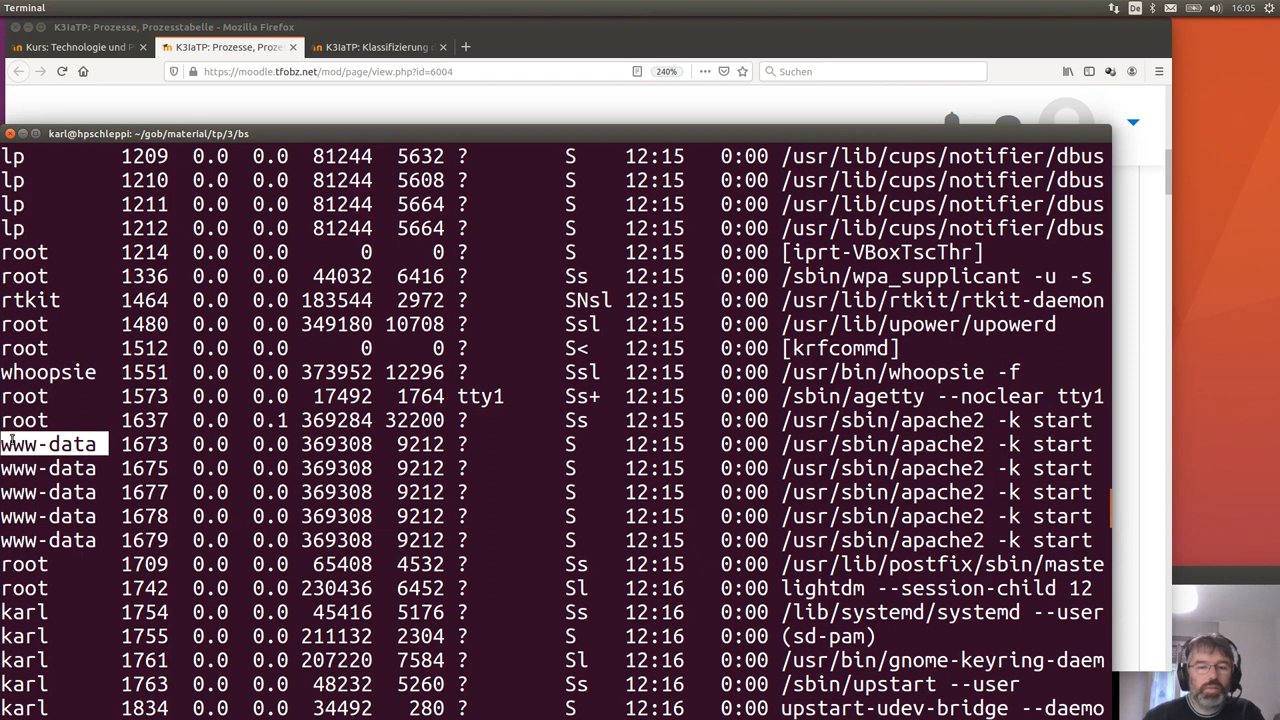 Terminal
De
16:05
K3IaTP: Prozesse, Prozesstabelle - Mozilla Firefox
Kurs: Technologie und P
K3IaTP: Prozesse, Proze
K3IaTP: Klassifizierung
https://moodle.tfobz.net/mod/page/view.php?id=6004
240%
Suchen
karl@hpschleppi: ~/gob/material/tp/3/bs
lp 1209 0.0 0.0 81244 5632 ? S 12:15 0:00 /usr/lib/cups/notifier/dbus
lp 1210 0.0 0.0 81244 5608 ? S 12:15 0:00 /usr/lib/cups/notifier/dbus
lp 1211 0.0 0.0 81244 5664 ? S 12:15 0:00 /usr/lib/cups/notifier/dbus
lp 1212 0.0 0.0 81244 5664 ? S 12:15 0:00 /usr/lib/cups/notifier/dbus
root 1214 0.0 0.0 0 0 ? S 12:15 0:00 [iprt-VBoxTscThr]
root 1336 0.0 0.0 44032 6416 ? Ss 12:15 0:00 /sbin/wpa_supplicant -u -s
rtkit 1464 0.0 0.0 183544 2972 ? SNsl 12:15 0:00 /usr/lib/rtkit/rtkit-daemon
root 1480 0.0 0.0 349180 10708 ? Ssl 12:15 0:00 /usr/lib/upower/upowerd
root 1512 0.0 0.0 0 0 ? S< 12:15 0:00 [krfcommd]
whoopsie 1551 0.0 0.0 373952 12296 ? Ssl 12:15 0:00 /usr/bin/whoopsie -f
root 1573 0.0 0.0 17492 1764 tty1 Ss+ 12:15 0:00 /sbin/agetty --noclear tty1
root 1637 0.0 0.1 369284 32200 ? Ss 12:15 0:00 /usr/sbin/apache2 -k start
www-data 1673 0.0 0.0 369308 9212 ? S 12:15 0:00 /usr/sbin/apache2 -k start
www-data 1675 0.0 0.0 369308 9212 ? S 12:15 0:00 /usr/sbin/apache2 -k start
www-data 1677 0.0 0.0 369308 9212 ? S 12:15 0:00 /usr/sbin/apache2 -k start
www-data 1678 0.0 0.0 369308 9212 ? S 12:15 0:00 /usr/sbin/apache2 -k start
www-data 1679 0.0 0.0 369308 9212 ? S 12:15 0:00 /usr/sbin/apache2 -k start
root 1709 0.0 0.0 65408 4532 ? Ss 12:15 0:00 /usr/lib/postfix/sbin/maste
root 1742 0.0 0.0 230436 6452 ? Sl 12:16 0:00 lightdm --session-child 12
karl 1754 0.0 0.0 45416 5176 ? Ss 12:16 0:00 /lib/systemd/systemd --user
karl 1755 0.0 0.0 211132 2304 ? S 12:16 0:00 (sd-pam)
karl 1761 0.0 0.0 207220 7584 ? Sl 12:16 0:00 /usr/bin/gnome-keyring-daem
karl 1763 0.0 0.0 48232 5260 ? Ss 12:16 0:00 /sbin/upstart --user
karl 1834 0.0 0.0 34492 280 ? S 12:16 0:00 upstart-udev-bridge --daemo